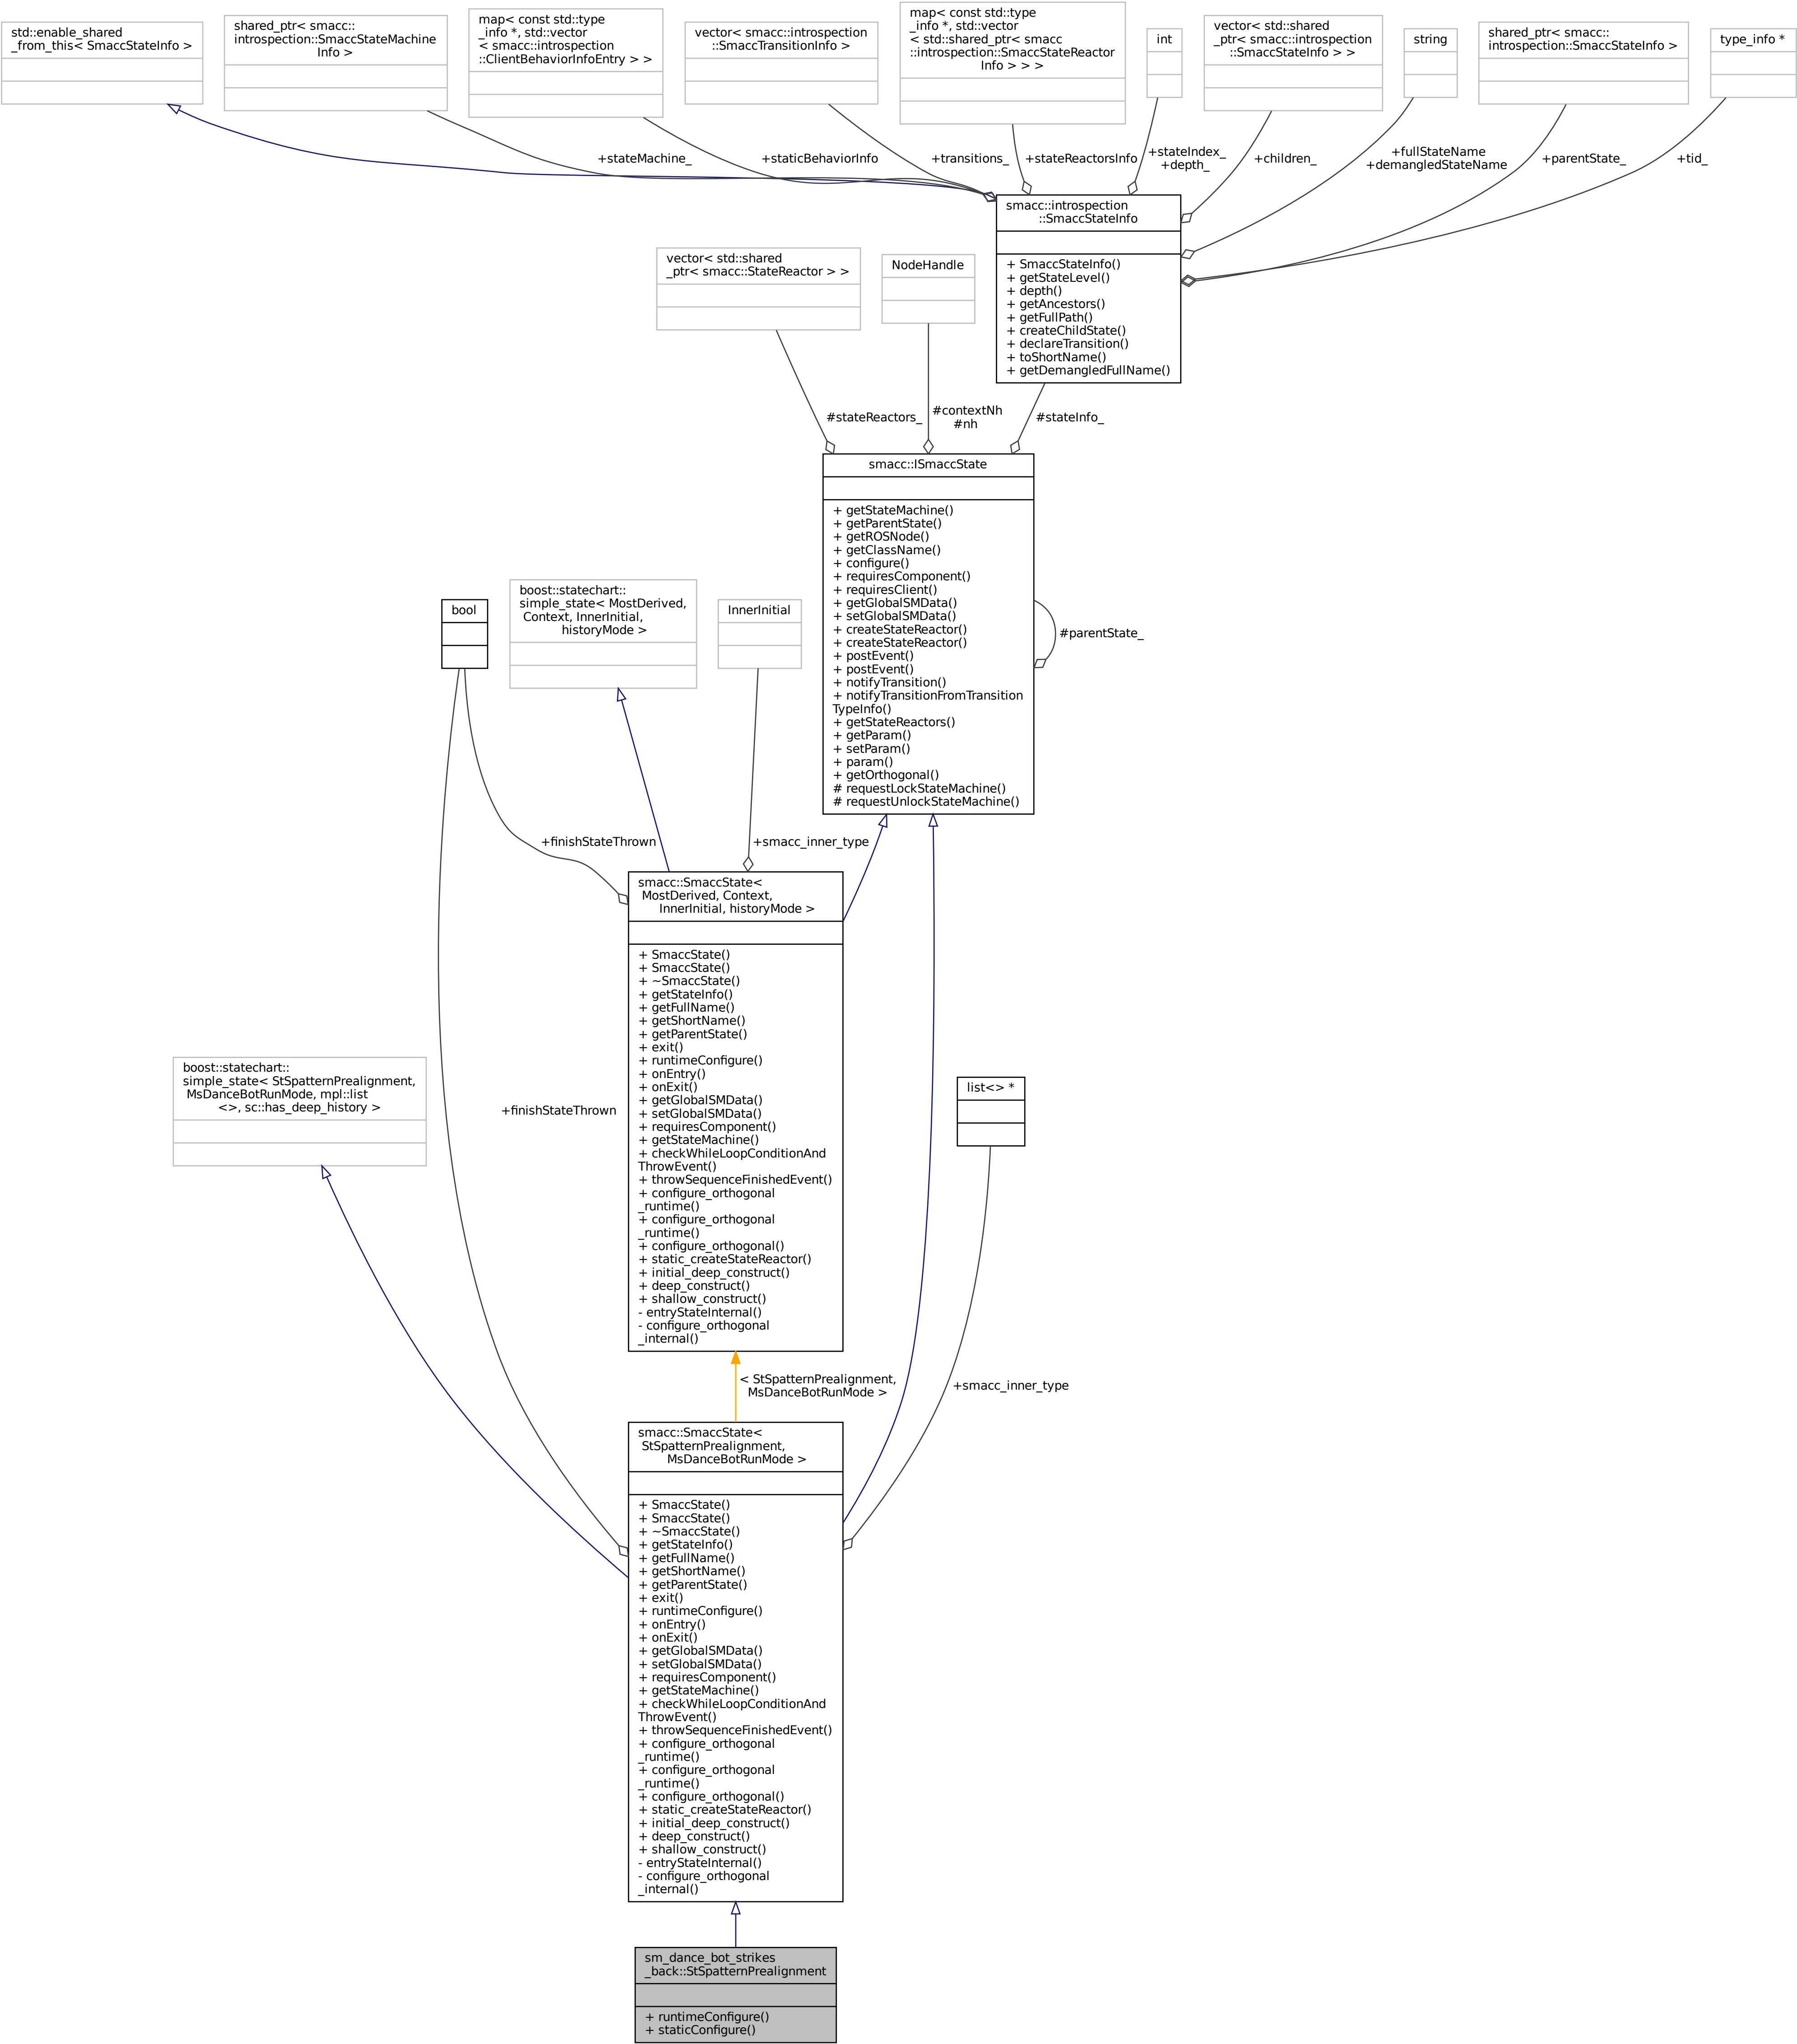 std::enable_shared
_from_this< SmaccStateInfo >
shared_ptr< smacc::
introspection::SmaccStateMachine
Info >
map< const std::type
_info *, std::vector
< smacc::introspection
::ClientBehaviorInfoEntry > >
vector< smacc::introspection
::SmaccTransitionInfo >
map< const std::type
_info *, std::vector
< std::shared_ptr< smacc
::introspection::SmaccStateReactor
Info > > >
int
vector< std::shared
_ptr< smacc::introspection
::SmaccStateInfo > >
string
shared_ptr< smacc::
introspection::SmaccStateInfo >
type_info *
+stateMachine_
+staticBehaviorInfo
+transitions_
+stateReactorsInfo
+stateIndex_
+depth_
+children_
+fullStateName
+demangledStateName
+parentState_
+tid_
smacc::introspection
::SmaccStateInfo
+ SmaccStateInfo()
+ getStateLevel()
+ depth()
+ getAncestors()
+ getFullPath()
+ createChildState()
+ declareTransition()
+ toShortName()
+ getDemangledFullName()
vector< std::shared
_ptr< smacc::StateReactor > >
NodeHandle
#stateReactors_
#contextNh
#nh
#stateInfo_
smacc::ISmaccState
+ getStateMachine()
+ getParentState()
+ getROSNode()
+ getClassName()
+ configure()
+ requiresComponent()
+ requiresClient()
+ getGlobalSMData()
+ setGlobalSMData()
+ createStateReactor()
+ createStateReactor()
+ postEvent()
+ postEvent()
+ notifyTransition()
+ notifyTransitionFromTransition
TypeInfo()
+ getStateReactors()
+ getParam()
+ setParam()
+ param()
+ getOrthogonal()
# requestLockStateMachine()
# requestUnlockStateMachine()
#parentState_
bool
boost::statechart::
simple_state< MostDerived,
Context, InnerInitial,
historyMode >
InnerInitial
+finishStateThrown
+smacc_inner_type
smacc::SmaccState<
MostDerived, Context,
InnerInitial, historyMode >
+ SmaccState()
+ SmaccState()
+ ~SmaccState()
+ getStateInfo()
+ getFullName()
+ getShortName()
+ getParentState()
+ exit()
+ runtimeConfigure()
+ onEntry()
+ onExit()
+ getGlobalSMData()
+ setGlobalSMData()
+ requiresComponent()
+ getStateMachine()
+ checkWhileLoopConditionAnd
ThrowEvent()
+ throwSequenceFinishedEvent()
+ configure_orthogonal
_runtime()
+ configure_orthogonal
_runtime()
+ configure_orthogonal()
+ static_createStateReactor()
+ initial_deep_construct()
+ deep_construct()
+ shallow_construct()
- entryStateInternal()
- configure_orthogonal
_internal()
boost::statechart::
simple_state< StSpatternPrealignment,
MsDanceBotRunMode, mpl::list
<>, sc::has_deep_history >
+finishStateThrown
list<> *
< StSpatternPrealignment,
MsDanceBotRunMode >
+smacc_inner_type
smacc::SmaccState<
StSpatternPrealignment,
MsDanceBotRunMode >
+ SmaccState()
+ SmaccState()
+ ~SmaccState()
+ getStateInfo()
+ getFullName()
+ getShortName()
+ getParentState()
+ exit()
+ runtimeConfigure()
+ onEntry()
+ onExit()
+ getGlobalSMData()
+ setGlobalSMData()
+ requiresComponent()
+ getStateMachine()
+ checkWhileLoopConditionAnd
ThrowEvent()
+ throwSequenceFinishedEvent()
+ configure_orthogonal
_runtime()
+ configure_orthogonal
_runtime()
+ configure_orthogonal()
+ static_createStateReactor()
+ initial_deep_construct()
+ deep_construct()
+ shallow_construct()
- entryStateInternal()
- configure_orthogonal
_internal()
sm_dance_bot_strikes
_back::StSpatternPrealignment
+ runtimeConfigure()
+ staticConfigure()